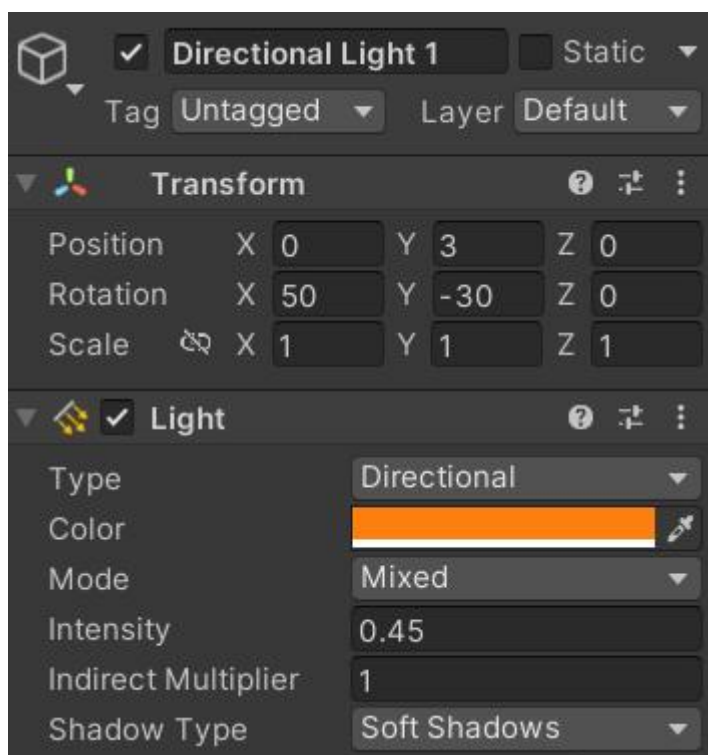 Directional Light 1 Static
Tag Untagged Layer Default
Transform
Position X 0 Y 3 Z 0
Rotation X 50 Y -30 Z 0
Scale X 1 Y 1 Z 1
Light
Type Directional
Color
Mode Mixed
Intensity 0.45
Indirect Multiplier 1
Shadow Type Soft Shadows